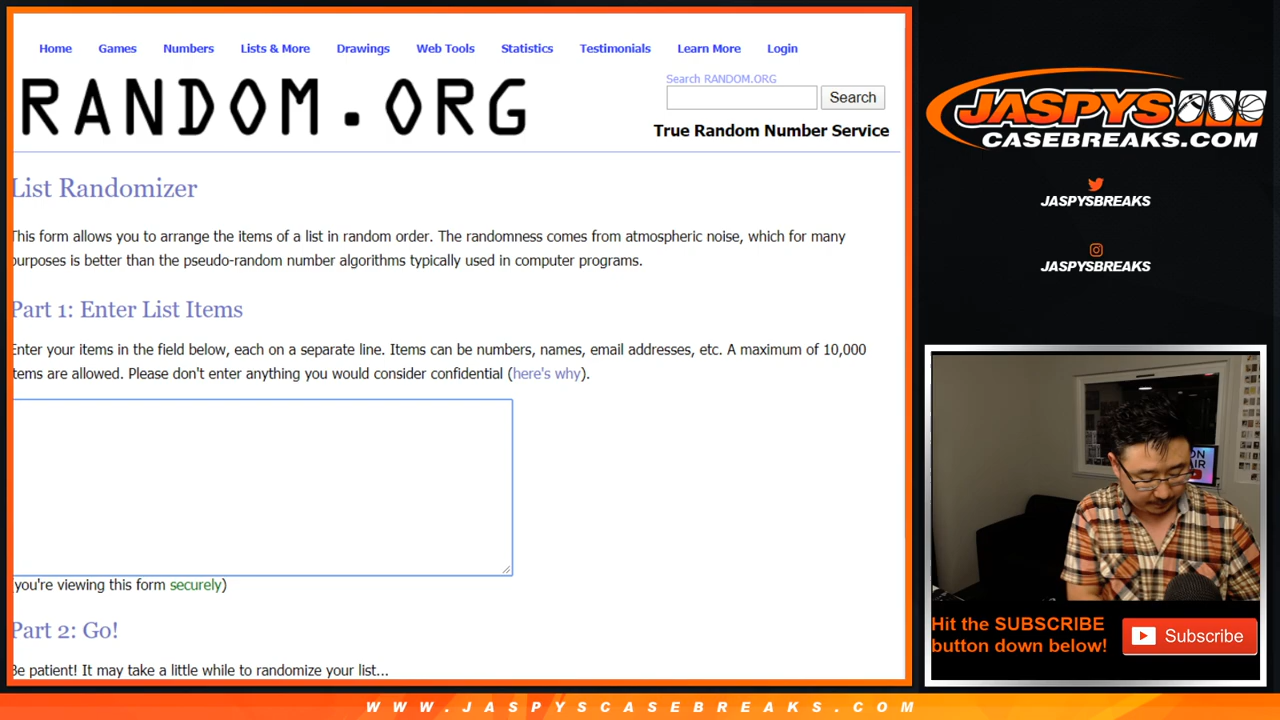 Home Games Numbers Lists & More Drawings Web Tools Statistics Testimonials Learn More Login
RANDOM.ORG
Search RANDOM.ORG
Search
True Random Number Service
List Randomizer
This form allows you to arrange the items of a list in random order. The randomness comes from atmospheric noise, which for many
purposes is better than the pseudo-random number algorithms typically used in computer programs.
Part 1: Enter List Items
Enter your items in the field below, each on a separate line. Items can be numbers, names, email addresses, etc. A maximum of 10,000
items are allowed. Please don't enter anything you would consider confidential (here's why).
(you're viewing this form securely)
Part 2: Go!
Be patient! It may take a little while to randomize your list...
JASPYS
CASEBREAKS.COM
JASPYSBREAKS
JASPYSBREAKS
ON
AIR
Hit the SUBSCRIBE
button down below!
Subscribe
WWW.JASPYSCASEBREAKS.COM